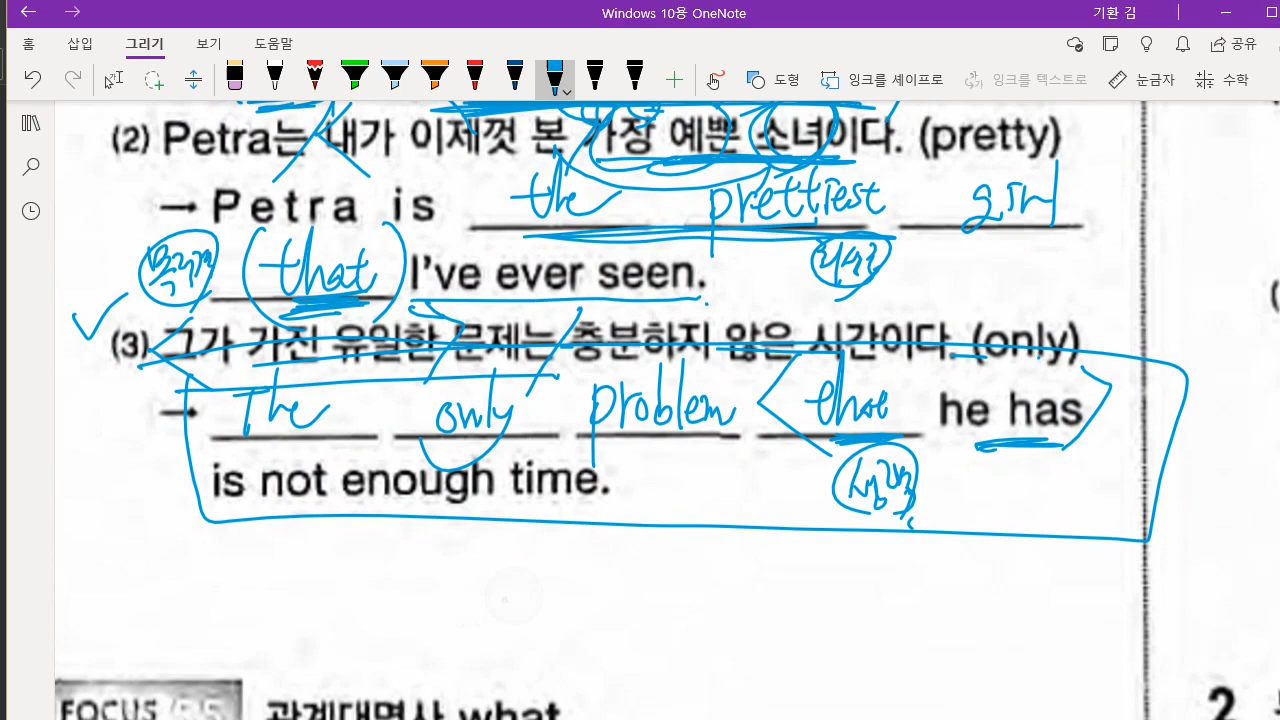 Windows 10용 OneNote
기환 김
홈 삽입 그리기 보기 도움말
공유
도형 잉크를 셰이프로 잉크를 텍스트로 눈금자 수학
(2) Petra는 내가 이제껏 본 가장 예쁜 소녀이다. (pretty)
→ Petra is the prettiest girl
목적격 (that) I've ever seen.
(3) 그가 가진 유일한 문제는 충분하지 않은 시간이다. (only)
→ The only problem that he has
생략
is not enough time.
FOCUS
관계대명사 what
2